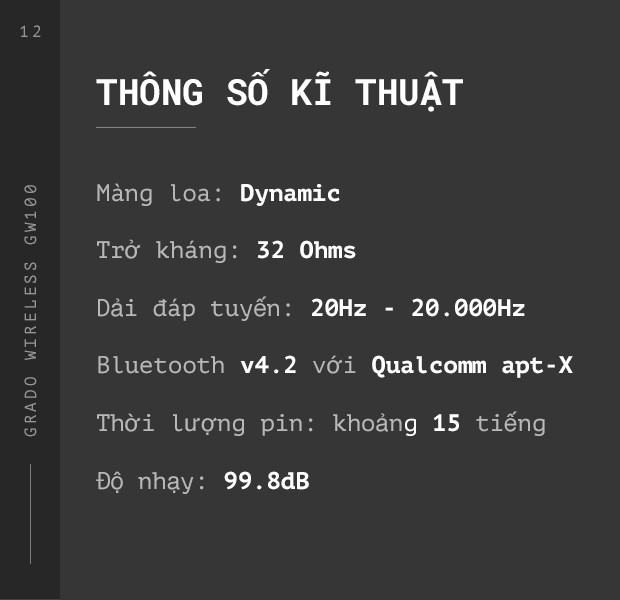 12
THÔNG SỐ KĨ THUẬT
GRADO WIRELESS GW100
Màng loa: Dynamic
Trở kháng: 32 Ohms
Dải đáp tuyến: 20Hz - 20.000Hz
Bluetooth v4.2 với Qualcomm apt-X
Thời lượng pin: khoảng 15 tiếng
Độ nhạy: 99.8dB